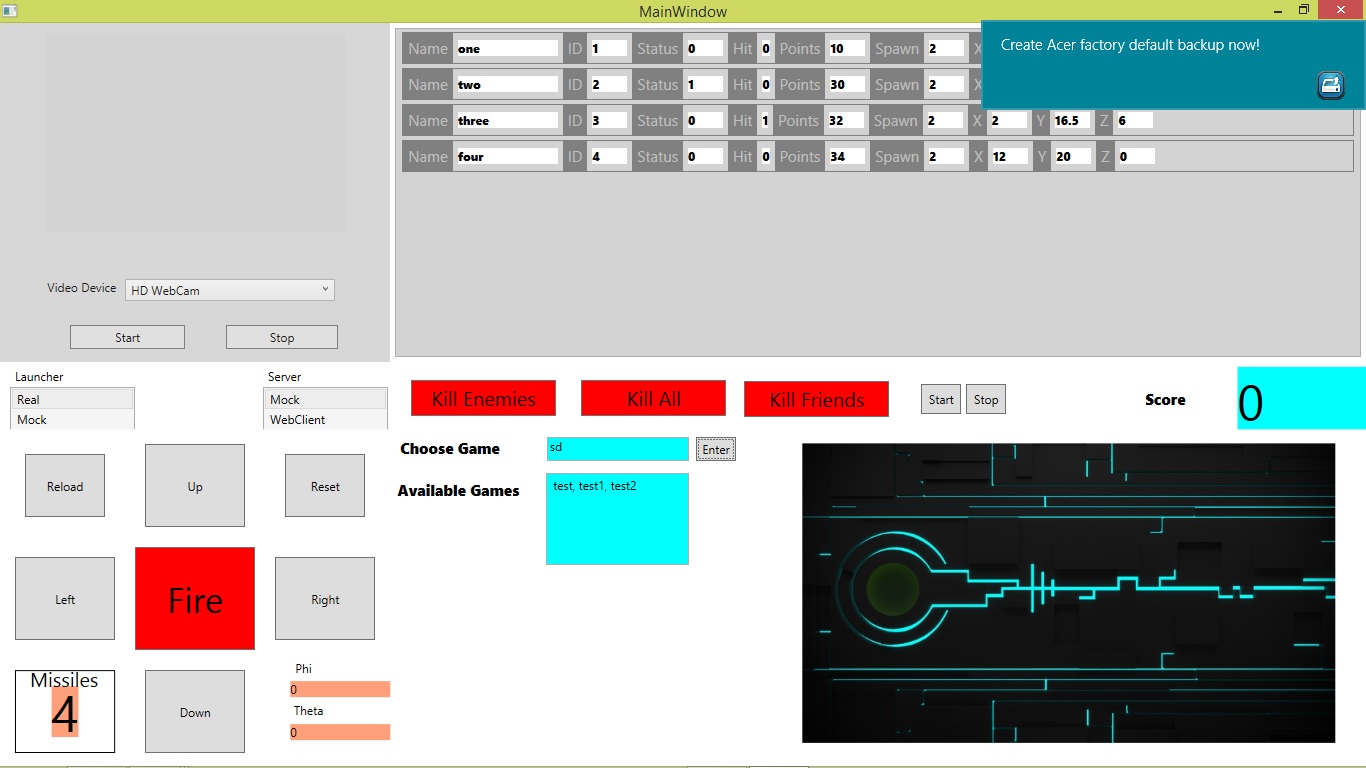 MainWindow
Create Acer factory default backup now!
Name one ID 1 Status 0 Hit 0 Points 10 Spawn 2 X
Name two ID 2 Status 1 Hit 0 Points 30 Spawn 2 X
Name three ID 3 Status 0 Hit 1 Points 32 Spawn 2 X 2 Y 16.5 Z 6
Name four ID 4 Status 0 Hit 0 Points 34 Spawn 2 X 12 Y 20 Z 0
Video Device HD WebCam
Start Stop
Launcher
Real
Mock
Server
Mock
WebClient
Kill Enemies Kill All Kill Friends Start Stop Score 0
Choose Game sd Enter
Available Games test, test1, test2
Reload Up Reset
Left Fire Right
Missiles
4
Down
Phi
0
Theta
0